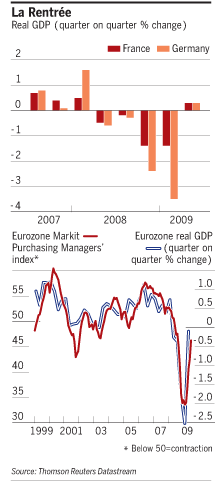 La Rentrée
Real GDP (quarter on quarter % change)
France Germany
2
1
0
-1
-2
-3
-4
2007 2008 2009
Eurozone Markit
Purchasing Managers'
index*
Eurozone real GDP
(quarter on
quarter % change)
55
50
45
40
35
30
1.0
0.5
0
-0.5
-1.0
-1.5
-2.0
-2.5
1999 2001 03 05 07 09
* Below 50=contraction
Source: Thomson Reuters Datastream